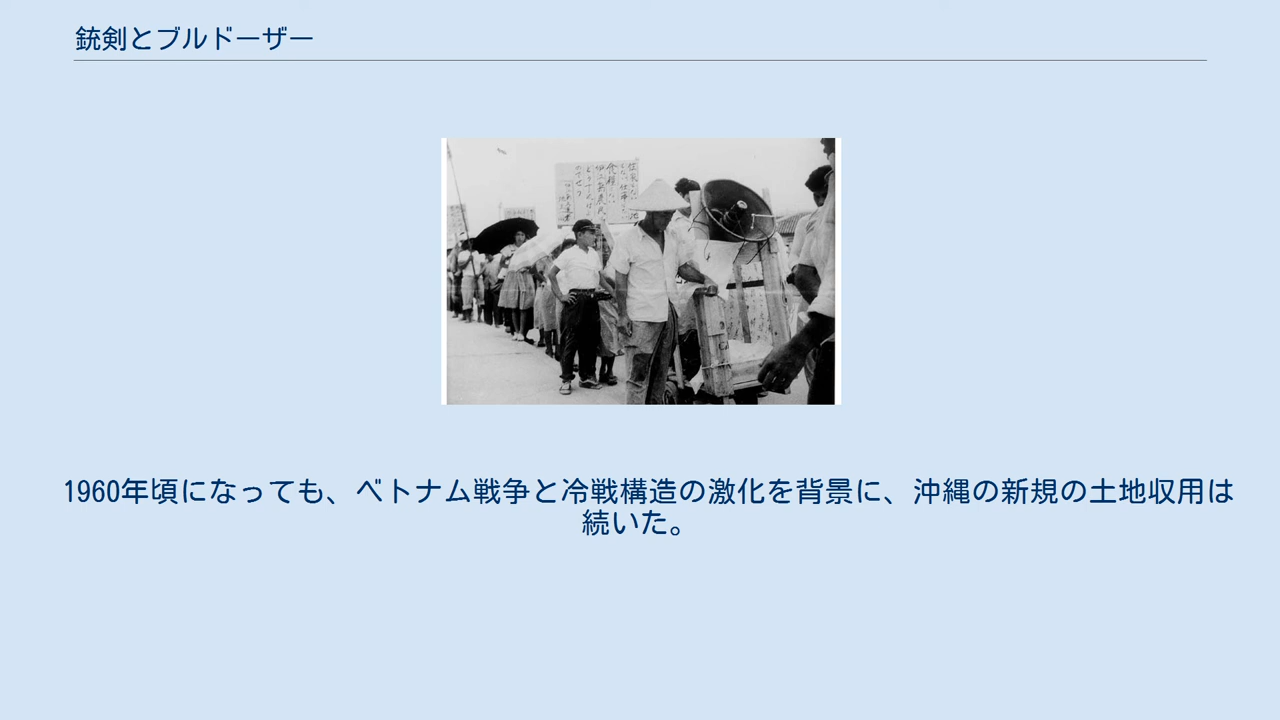 銃剣とブルドーザー
1960年頃になっても、ベトナム戦争と冷戦構造の激化を背景に、沖縄の新規の土地収用は
続いた。